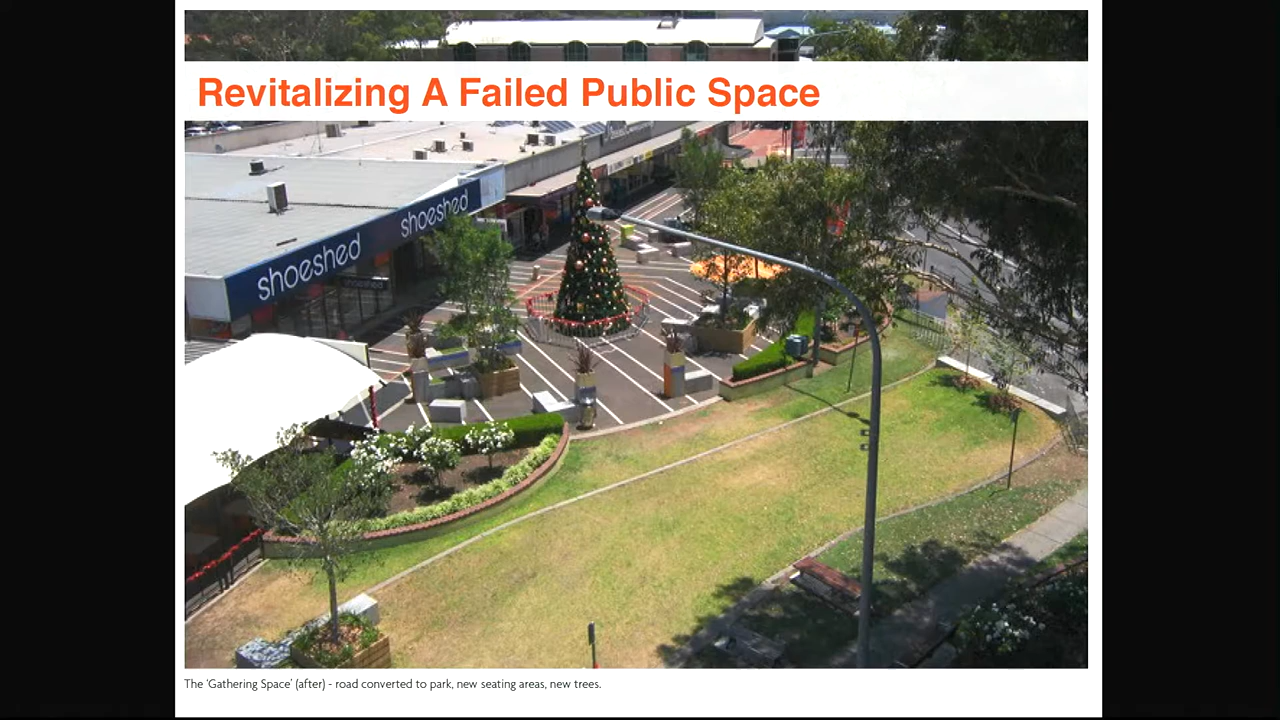 Revitalizing A Failed Public Space
shoeshed
shoeshed
shoeshed
The 'Gathering Space' (after) - road converted to park, new seating areas, new trees.